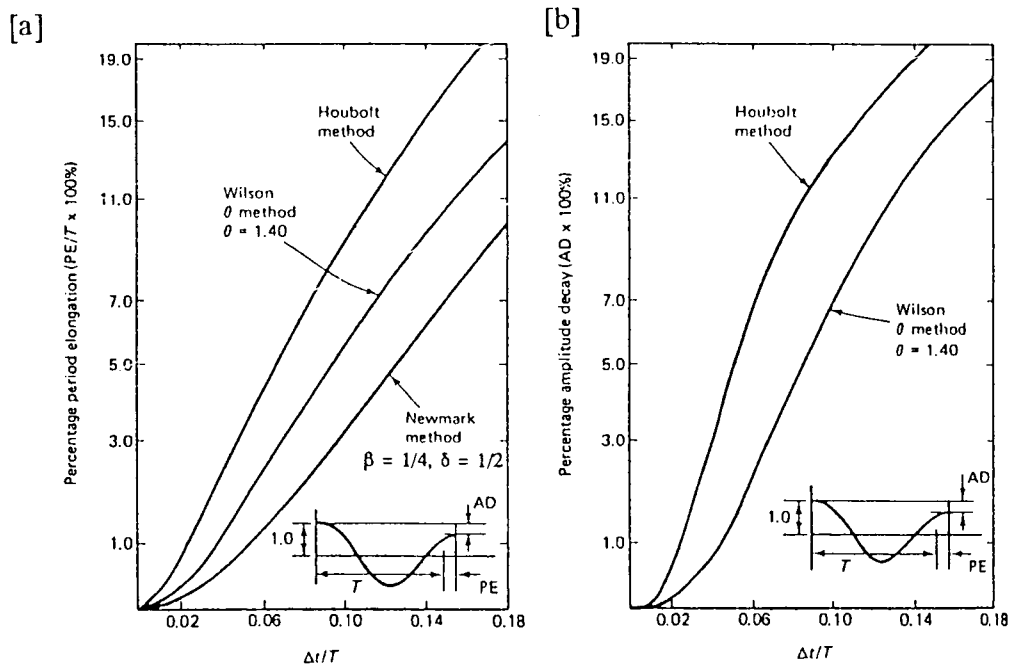 [a]
Percentage period elongation (PE/T × 100%)
19.0
15.0
11.0
7.0
5.0
3.0
1.0
Houbolt
method
Wilson
θ method
θ = 1.40
Newmark
method
β = 1/4, δ = 1/2
AD
1.0
T
PE
0.02
0.06
0.10
0.14
0.18
Δt/T
[b]
Percentage amplitude decay (AD × 100%)
19.0
15.0
11.0
7.0
5.0
3.0
1.0
Houbolt
method
Wilson
θ method
θ = 1.40
AD
1.0
T
PE
0.02
0.06
0.10
0.14
0.18
Δt/T